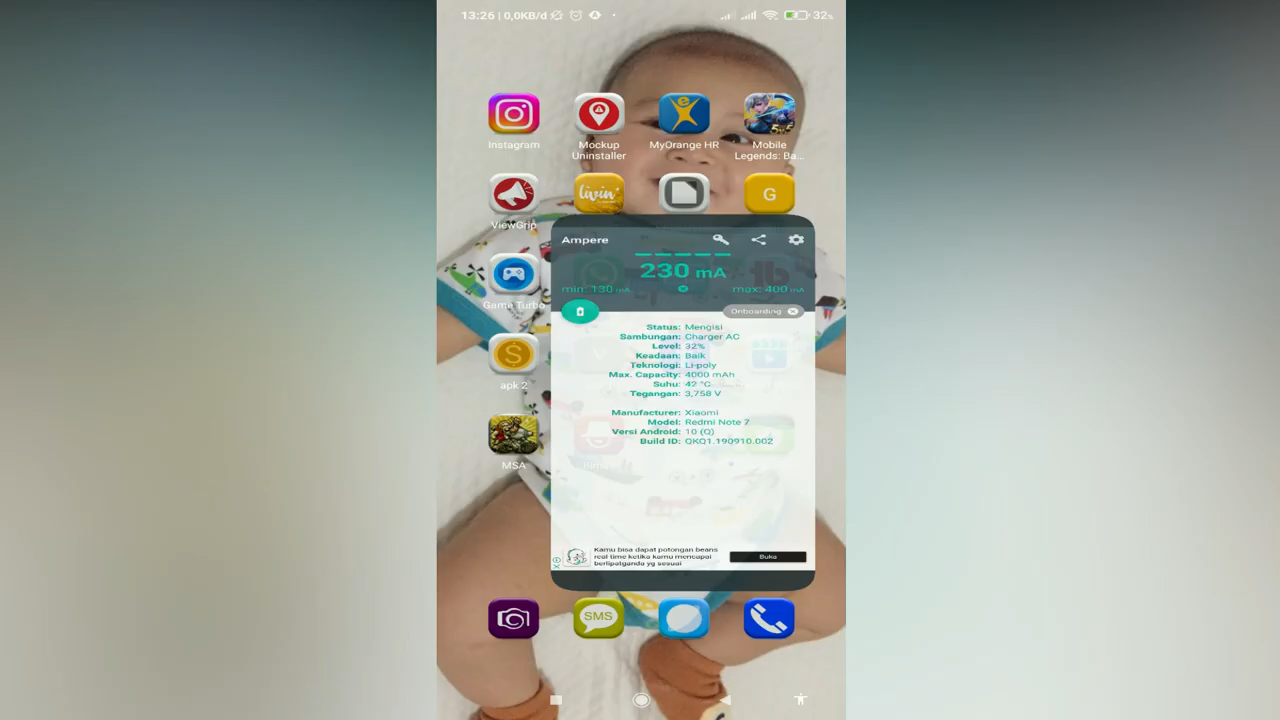 13:26 | 0,0KB/d
32%
Instagram
Mockup Uninstaller
MyOrange HR
Mobile Legends: Ba...
5v5
ViewGrip
livin'
G
Ampere
230 mA
min: 130 mA
max: 400 mA
Game Turbo
Onboarding
Status: Mengisi
Sambungan: Charger AC
Level: 32%
Keadaan: Baik
Teknologi: Li-poly
Max. Capacity: 4000 mAh
Suhu: 42 °C
Tegangan: 3,758 V
S
apk 2
Manufacturer: Xiaomi
Model: Redmi Note 7
Versi Android: 10 (Q)
Build ID: QKQ1.190910.002
MSA
Kamu bisa dapat potongan beans
real-time ketika kamu mencapai
berlipatganda yg sesuai
Buka
SMS